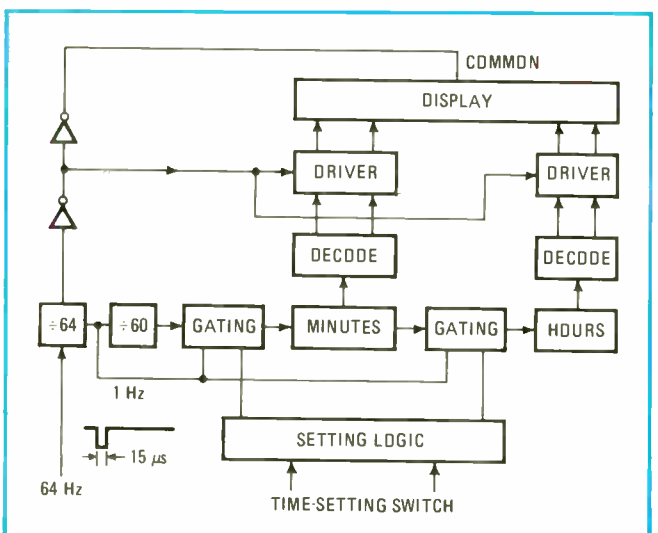 COMMON
DISPLAY
DRIVER
DRIVER
DECODE
DECODE
÷64
÷60
GATING
MINUTES
GATING
HOURS
1 Hz
SETTING LOGIC
15 μs
64 Hz
TIME-SETTING SWITCH